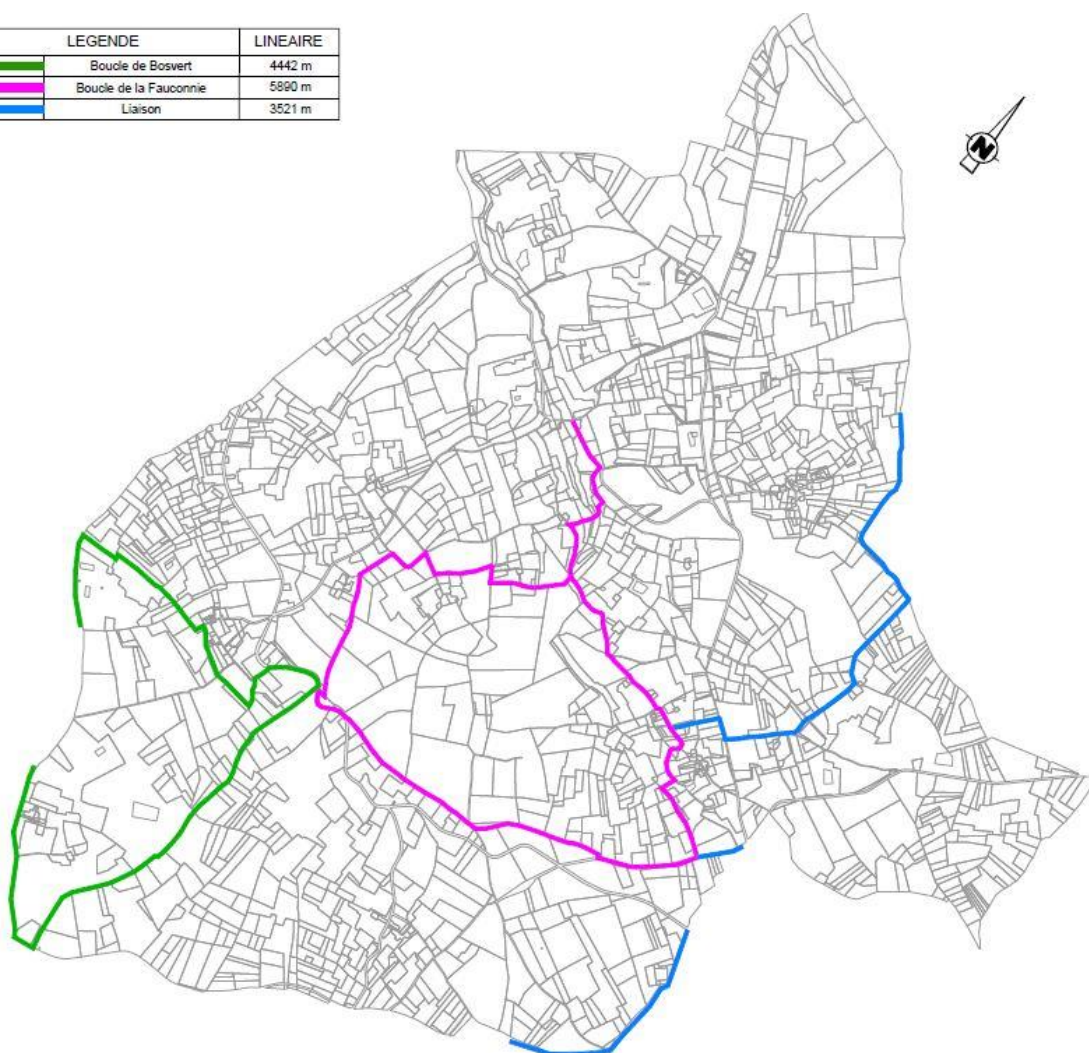 LEGENDE LINEAIRE
Boucle de Bosvert 4442 m
Boucle de la Fauconnie 5890 m
Liaison 3521 m
N